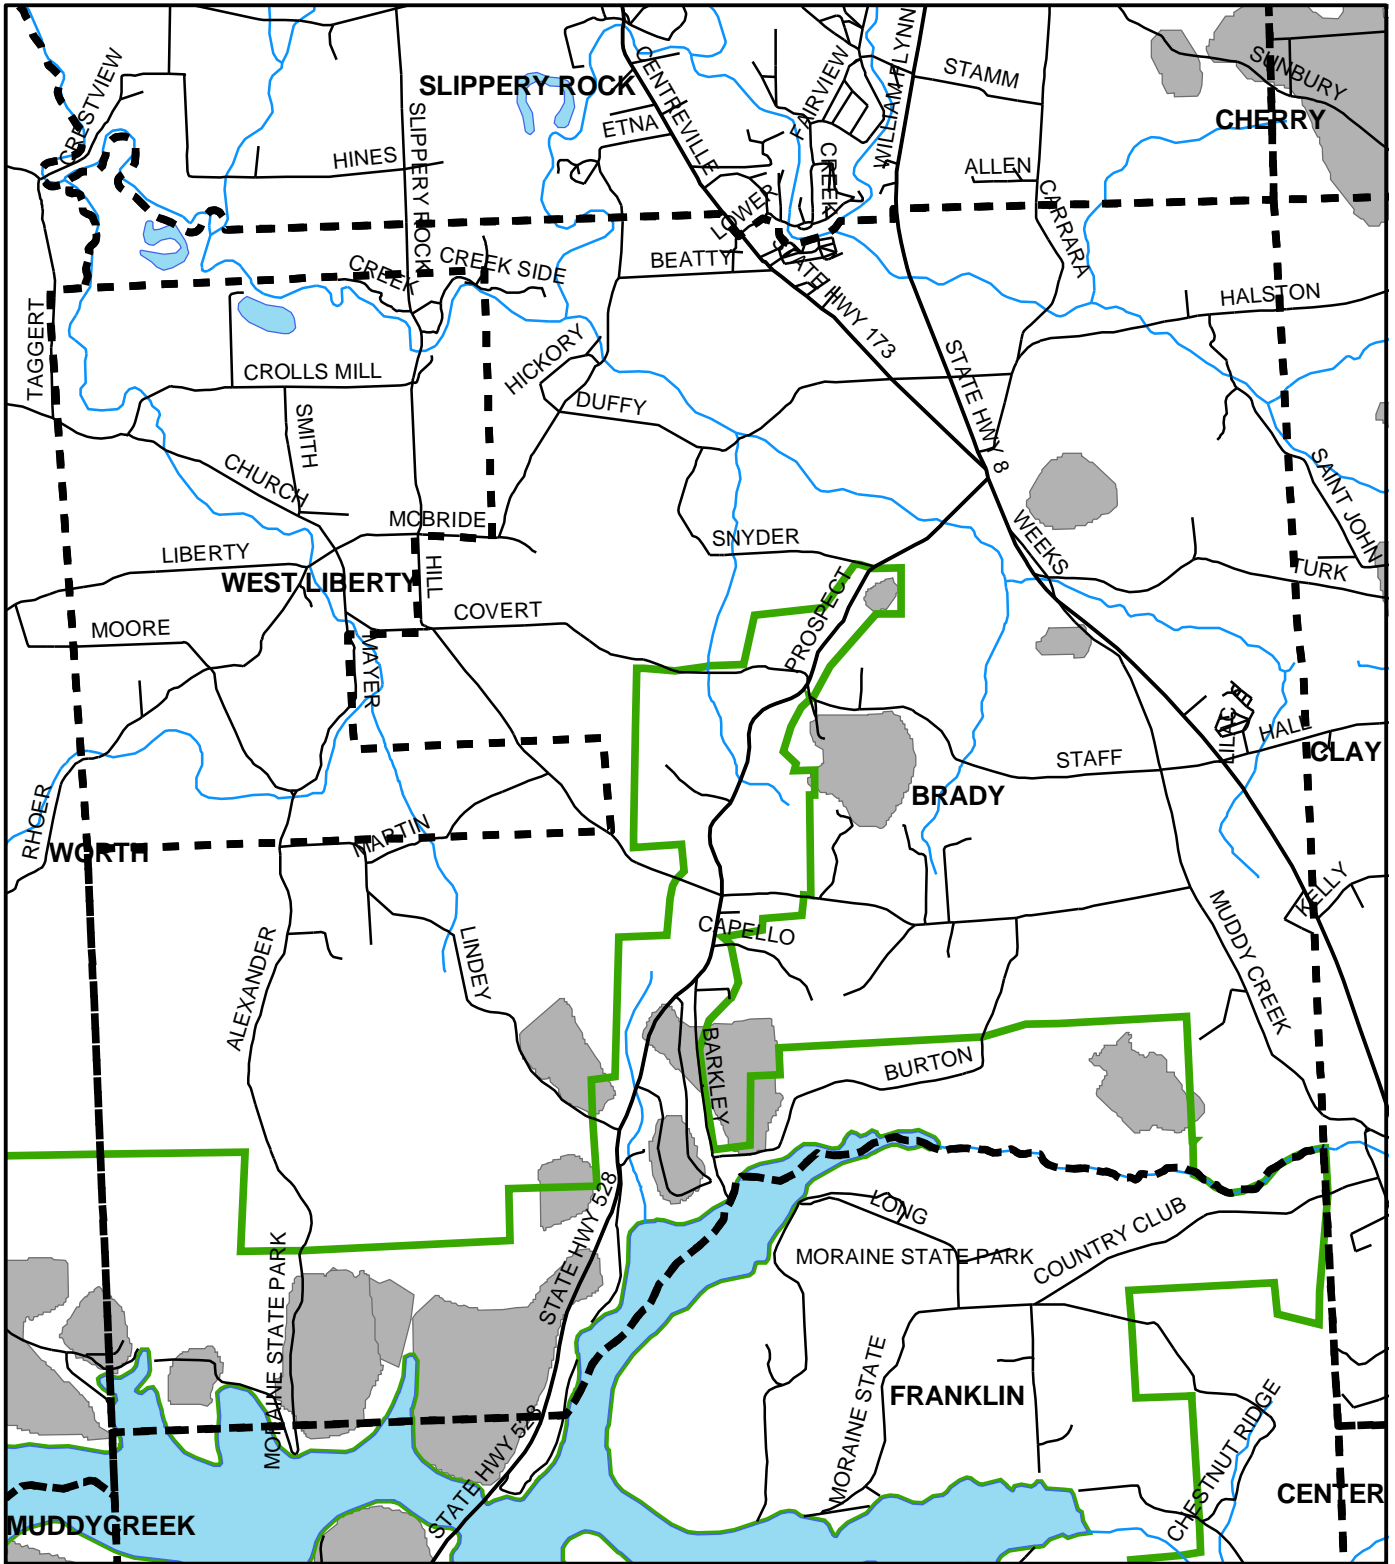 CRESTVIEW
SLIPPERY ROCK
CENTREVILLE
FAIRVIEW
WILLIAM FLYNN
STAMM
SUNBURY
CHERRY
ETNA
SLIPPERY ROCK
HINES
CREEK
ALLEN
CARRARA
LOWER
BEATTY
STATE HWY 173
CREEK
CREEK SIDE
HALSTON
TAGGERT
HICKORY
STATE HWY 8
CROLLS MILL
DUFFY
SMITH
SAINT JOHN
CHURCH
MCBRIDE
SNYDER
WEEKS
LIBERTY
WEST LIBERTY
HILL
TURK
COVERT
PROSPECT
MOORE
MAYER
LILAC
HALL
CLAY
STAFF
BRADY
RHOER
WORTH
MARTIN
KELLY
MUDDY CREEK
CAPELLO
LINDEY
ALEXANDER
BARKLEY
BURTON
STATE HWY 528
LONG
COUNTRY CLUB
MORAINE STATE PARK
MORAINE STATE PARK
MORAINE STATE
FRANKLIN
CHESTNUT RIDGE
STATE HWY 528
CENTER
MUDDYCREEK